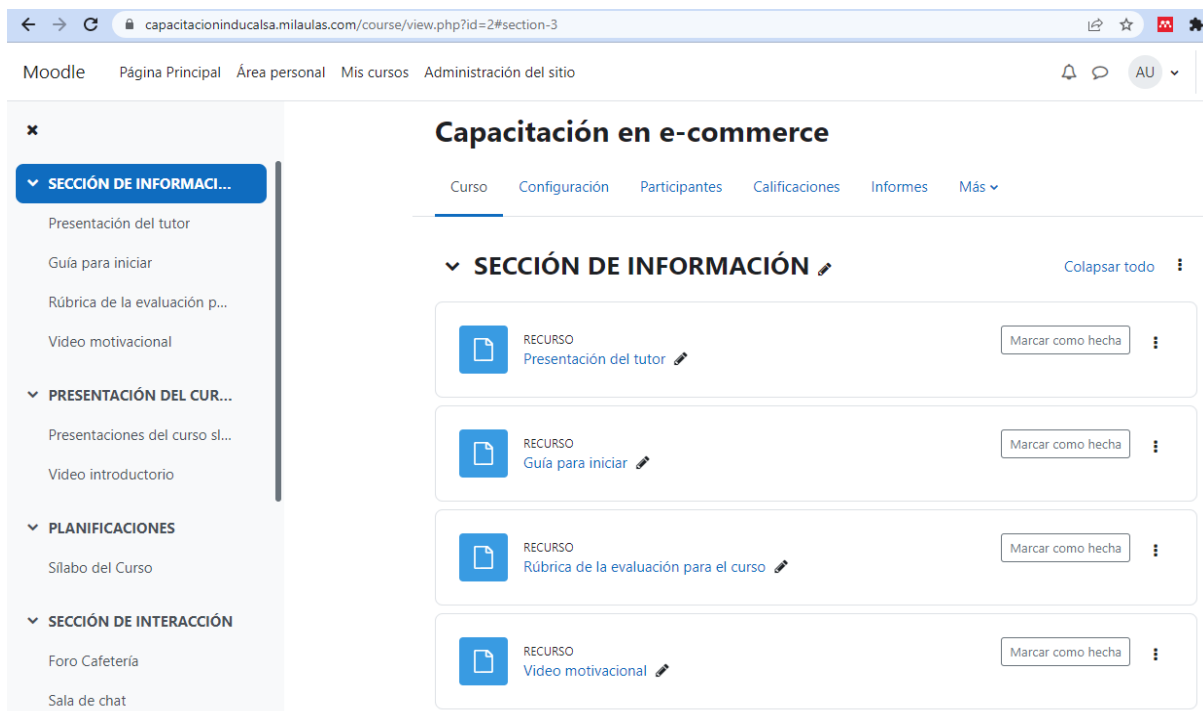 capacitacioninducalsa.milaulas.com/course/view.php?id=2#section-3
Moodle Página Principal Área personal Mis cursos Administración del sitio AU
SECCIÓN DE INFORMACI...
Presentación del tutor
Guía para iniciar
Rúbrica de la evaluación p...
Video motivacional
PRESENTACIÓN DEL CUR...
Presentaciones del curso sl...
Video introductorio
PLANIFICACIONES
Sílabo del Curso
SECCIÓN DE INTERACCIÓN
Foro Cafetería
Sala de chat
Capacitación en e-commerce
Curso Configuración Participantes Calificaciones Informes Más
SECCIÓN DE INFORMACIÓN Colapsar todo
RECURSO
Presentación del tutor
Marcar como hecha
RECURSO
Guía para iniciar
Marcar como hecha
RECURSO
Rúbrica de la evaluación para el curso
Marcar como hecha
RECURSO
Video motivacional
Marcar como hecha